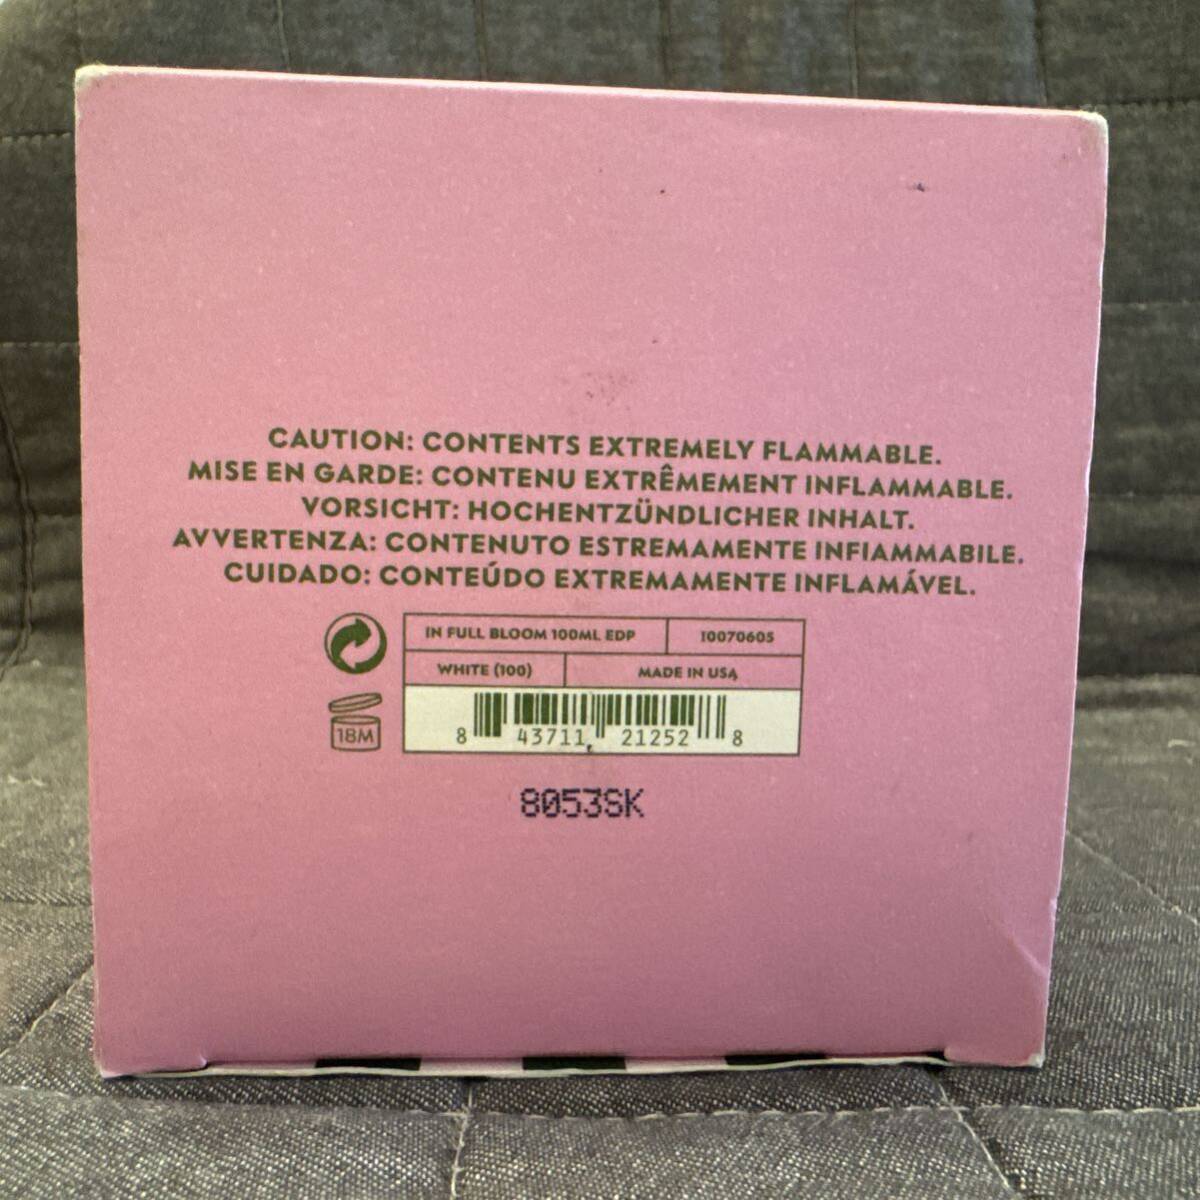 CAUTION: CONTENTS EXTREMELY FLAMMABLE.
MISE EN GARDE: CONTENU EXTRÊMEMENT INFLAMMABLE.
VORSICHT: HOCHENTZÜNDLICHER INHALT.
AVVERTENZA: CONTENUTO ESTREMAMENTE INFIAMMABILE.
CUIDADO: CONTEÚDO EXTREMAMENTE INFLAMÁVEL.
IN FULL BLOOM 100ML EDP 10070605
WHITE (100) MADE IN USA
18M
8 43711 21252 8
8053SK